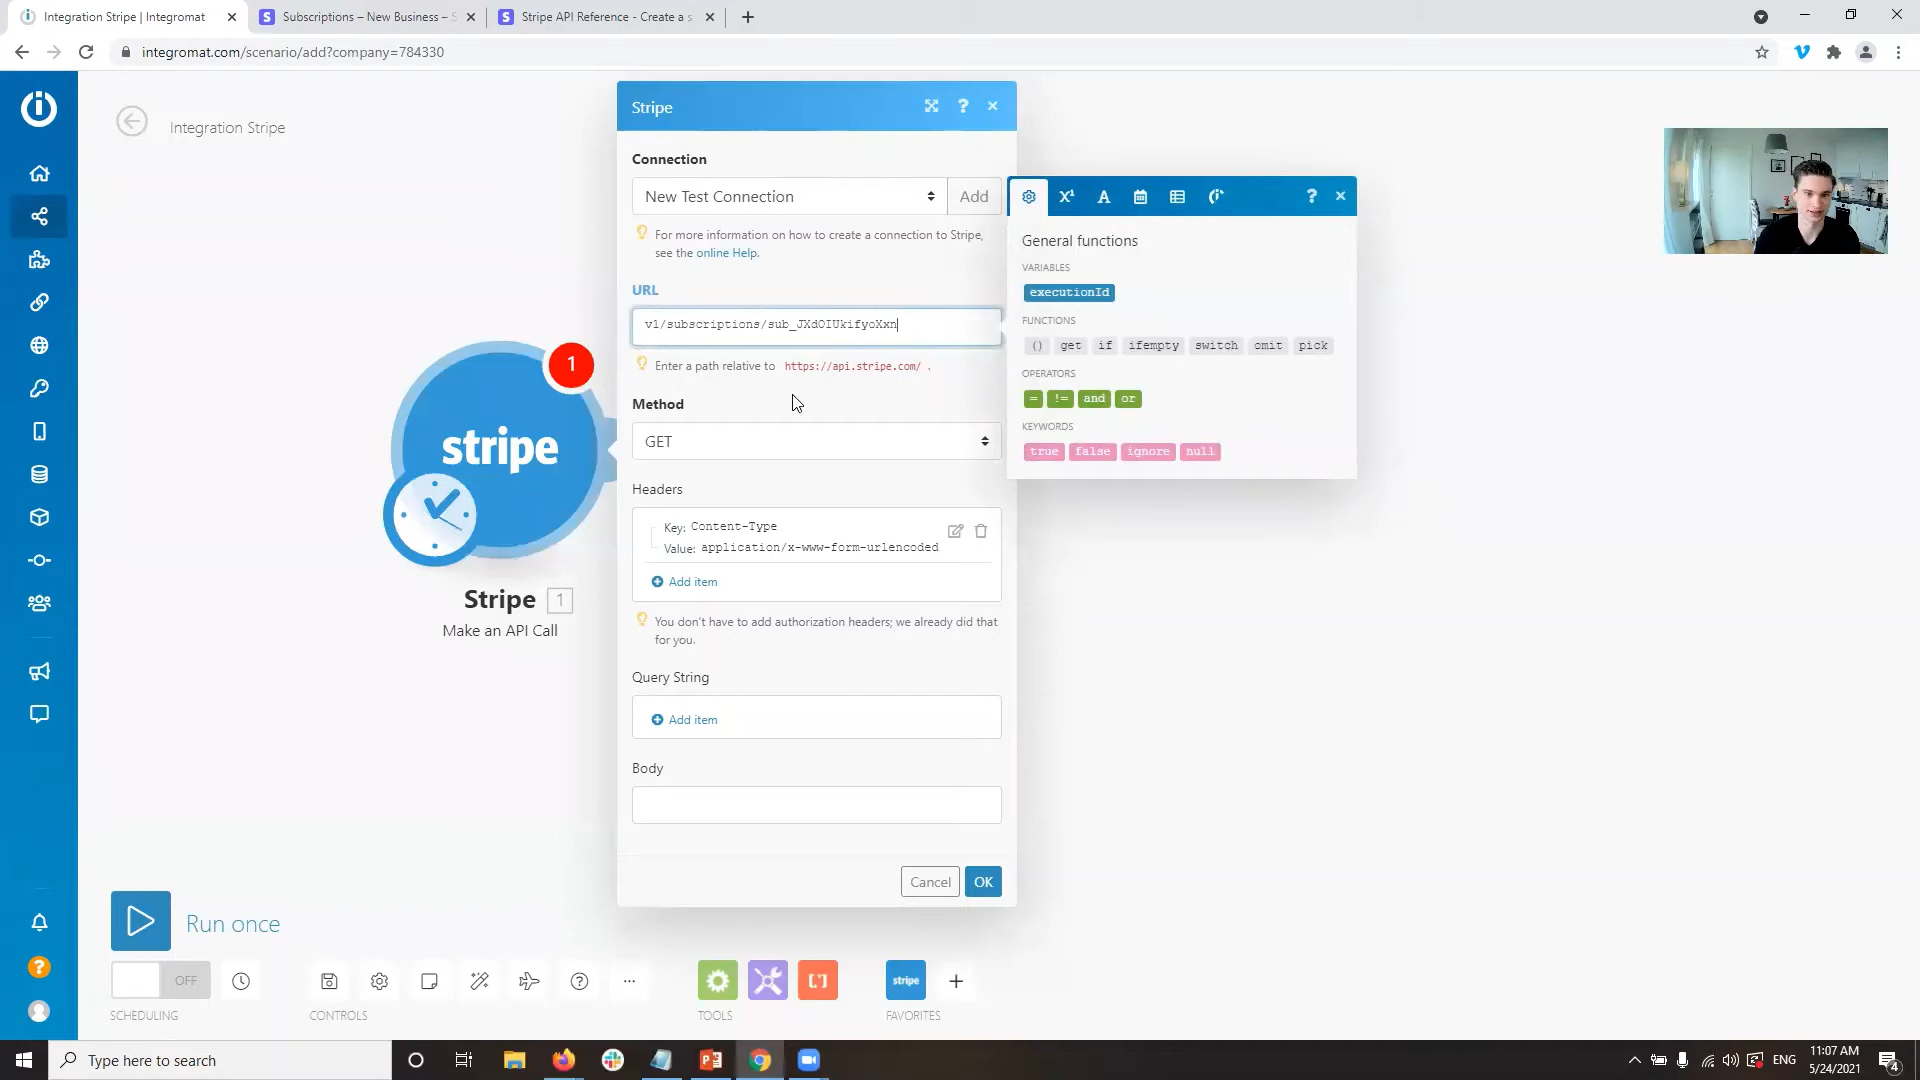 Integration Stripe | Integromat
Subscriptions – New Business – S
Stripe API Reference - Create a s
integromat.com/scenario/add?company=784330
Integration Stripe
Stripe
?
Connection
New Test Connection
Add
For more information on how to create a connection to Stripe,
see the online Help.
URL
v1/subscriptions/sub_JXdOIUkifyoXxn
Enter a path relative to https://api.stripe.com/ .
Method
GET
Headers
Key: Content-Type
Value: application/x-www-form-urlencoded
Add item
You don't have to add authorization headers; we already did that
for you.
Query String
Add item
Body
Cancel
OK
X¹
A
?
General functions
VARIABLES
executionId
FUNCTIONS
() get if ifempty switch omit pick
OPERATORS
= != and or
KEYWORDS
true false ignore null
1
stripe
Stripe 1
Make an API Call
Run once
OFF
SCHEDULING
CONTROLS
TOOLS
stripe
FAVORITES
Type here to search
ENG
11:07 AM
5/24/2021
4